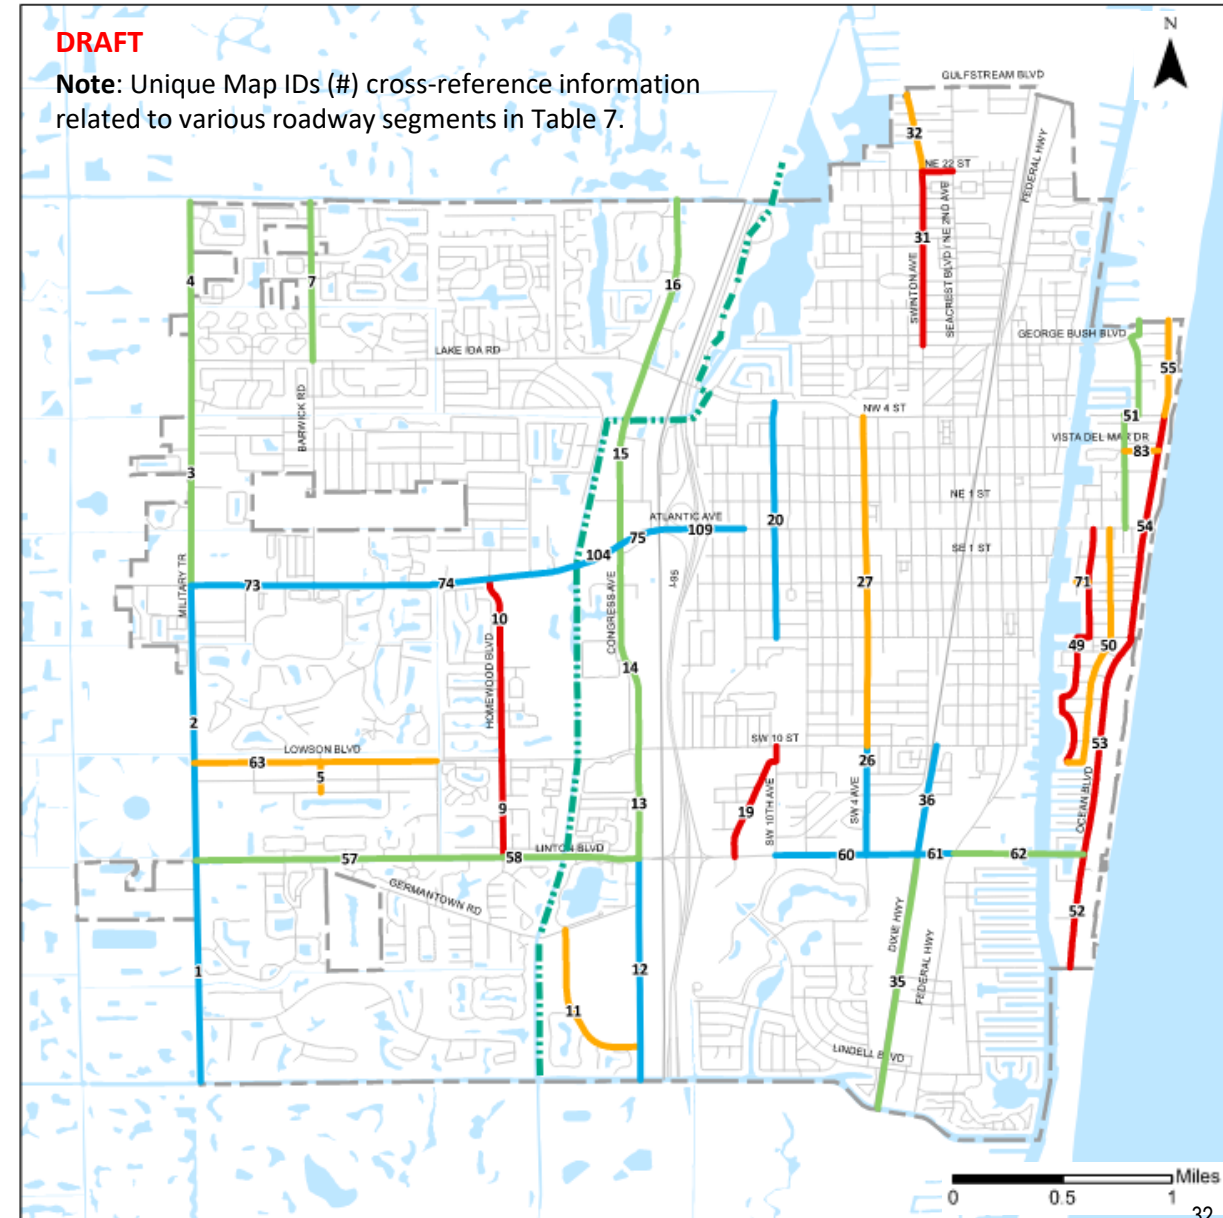 DRAFT
Note: Unique Map IDs (#) cross-reference information
related to various roadway segments in Table 7.
N
GULFSTREAM BLVD
32
FEDERAL HWY
NE 22 ST
SEACREST BLVD / NE 2ND AVE
31
SWINTON AVE
4
7
16
GEORGE BUSH BLVD
LAKE IDA RD
55
BARWICK RD
NW 4 ST
51
VISTA DEL MAR DR
83
15
3
NE 1 ST
ATLANTIC AVE
109
20
54
75
104
SE 1 ST
I-95
MILITARY TR
73
74
27
71
CONGRESS AVE
10
49
50
14
HOMEWOOD BLVD
2
SW 10 ST
53
LOWSON BLVD
63
26
5
OCEAN BLVD
36
13
9
19
SW 10TH AVE
SW 4 AVE
LINTON BLVD
57
58
60
61
62
GERMANTOWN RD
52
DIXIE HWY
1
12
35
FEDERAL HWY
11
LINDELL BLVD
Miles
0
0.5
1
32